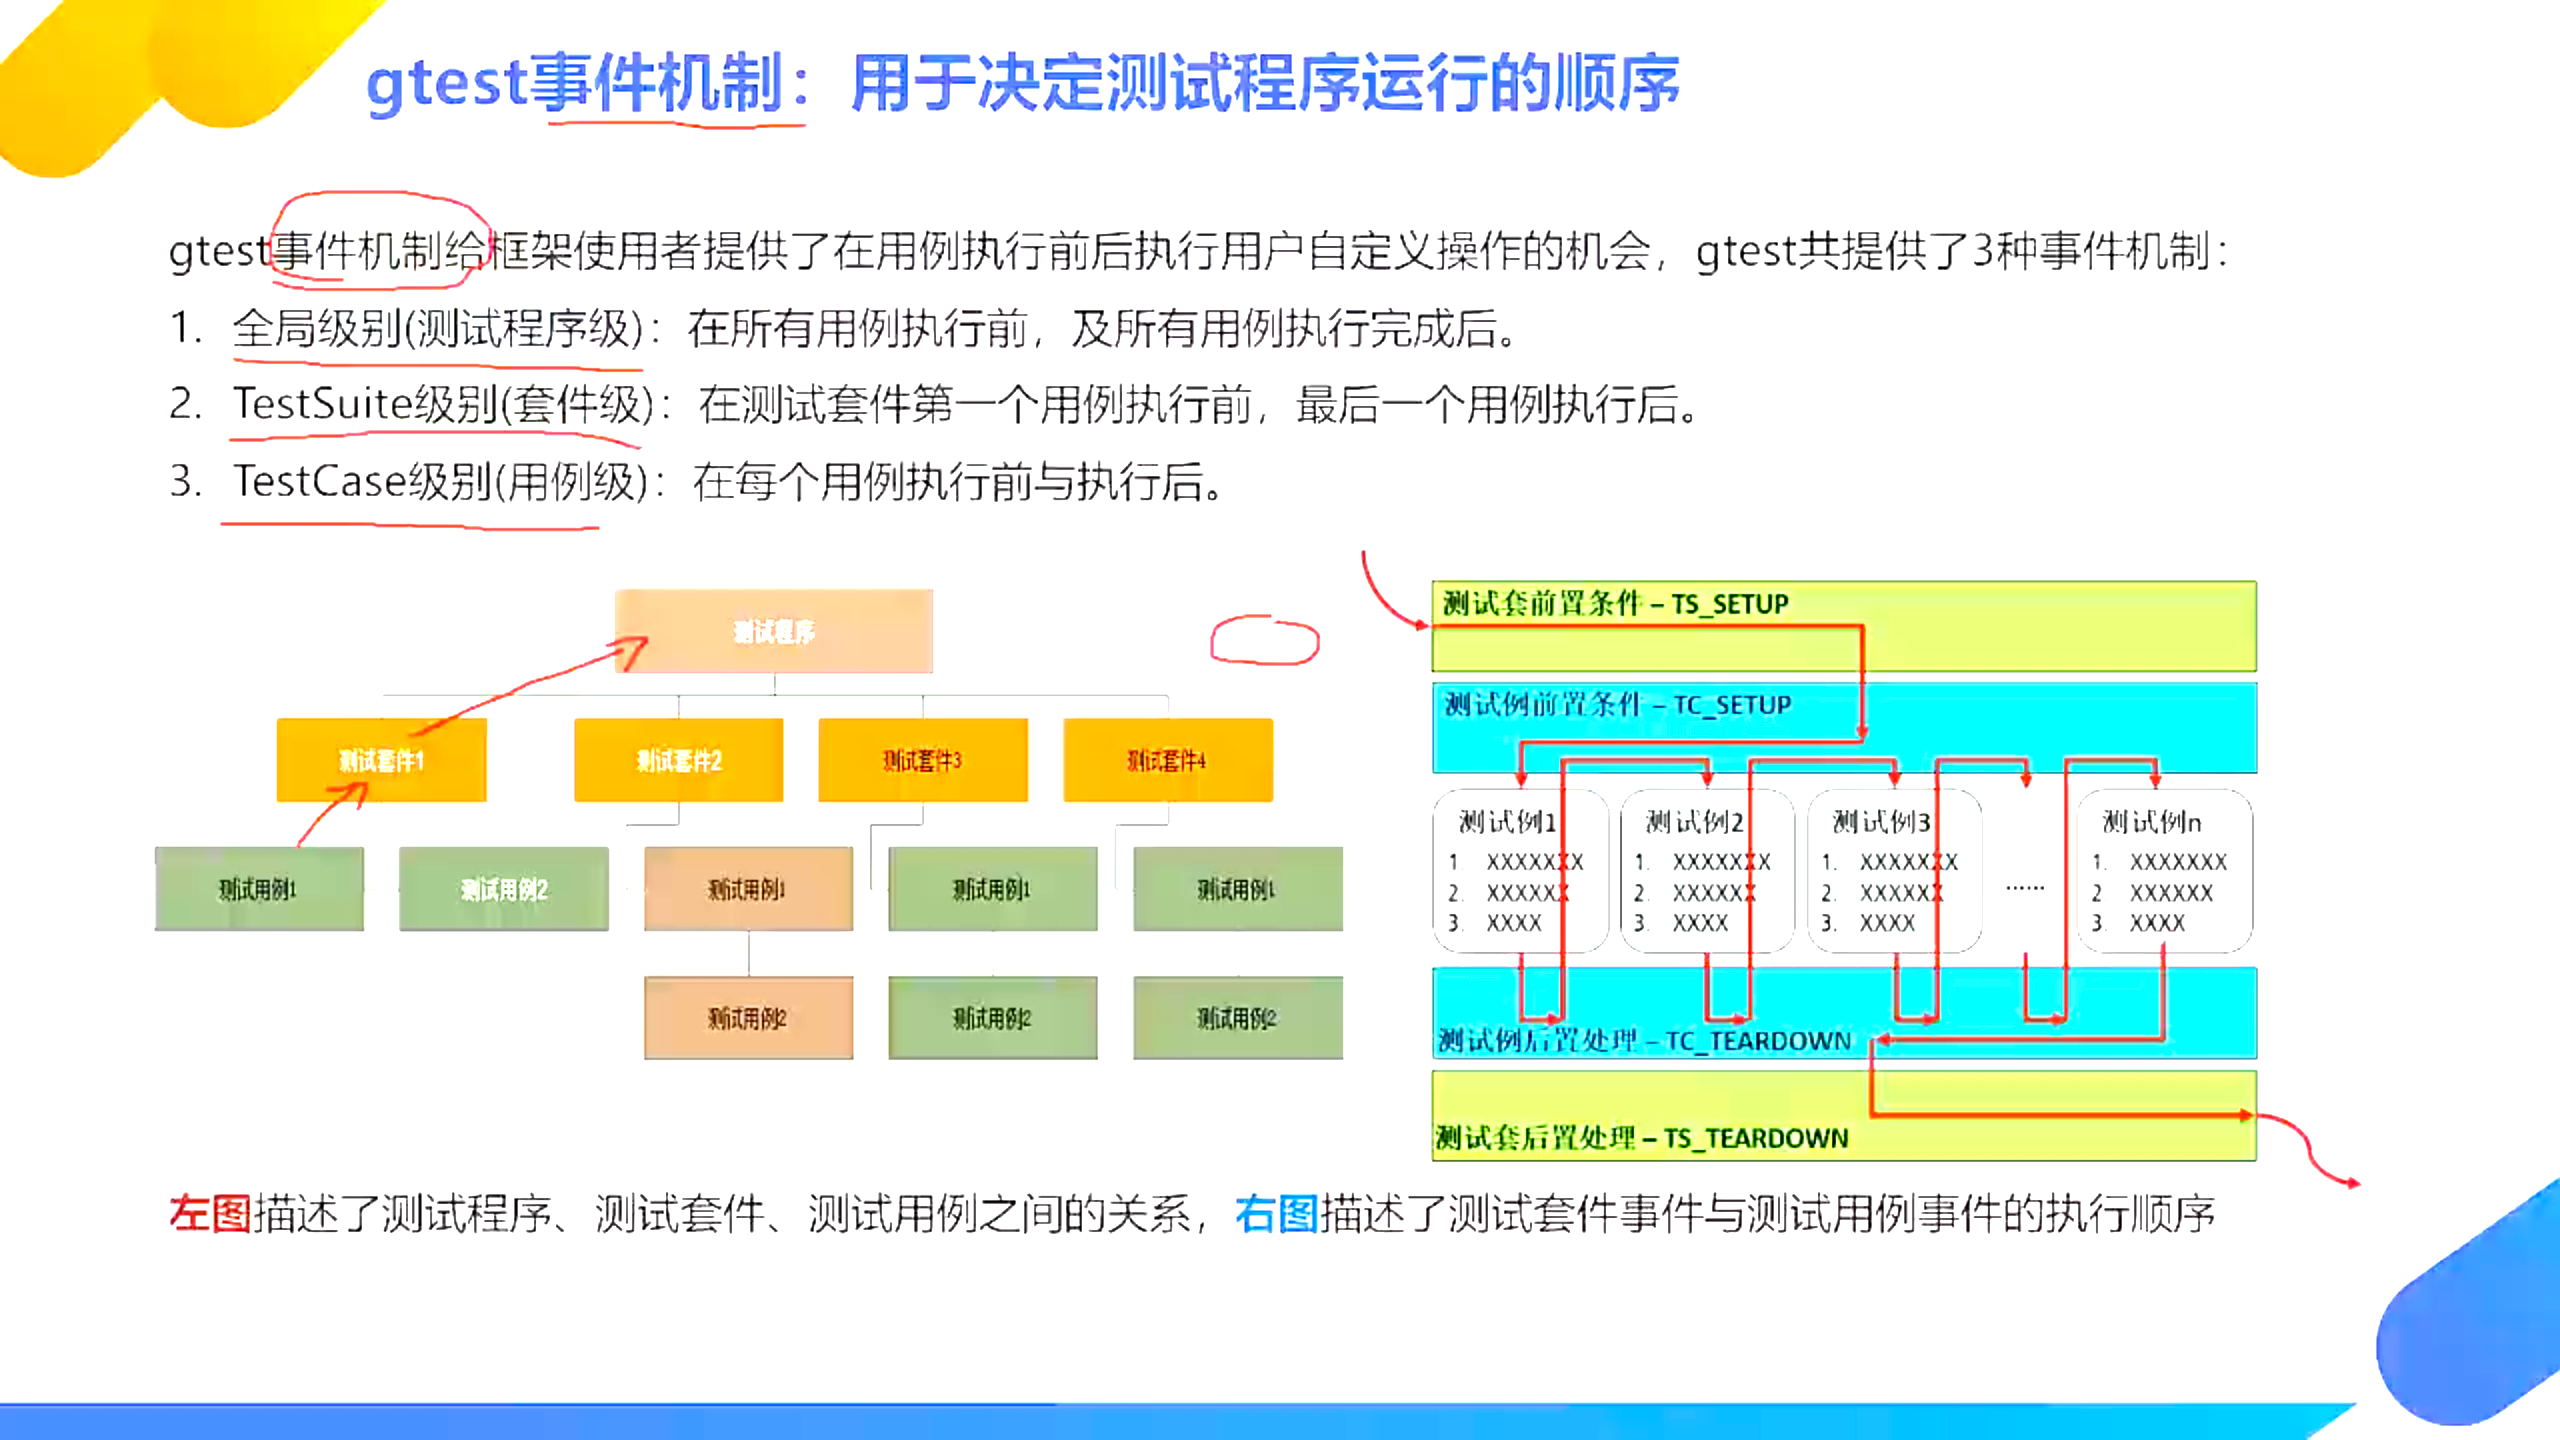 gtest事件机制：用于决定测试程序运行的顺序
gtest事件机制给框架使用者提供了在用例执行前后执行用户自定义操作的机会，gtest共提供了3种事件机制：
1. 全局级别(测试程序级)：在所有用例执行前，及所有用例执行完成后。
2. TestSuite级别(套件级)：在测试套件第一个用例执行前，最后一个用例执行后。
3. TestCase级别(用例级)：在每个用例执行前与执行后。
测试程序
测试套件1
测试套件2
测试套件3
测试套件4
测试用例1
测试用例2
测试用例1
测试用例1
测试用例1
测试用例2
测试用例2
测试用例2
测试套前置条件 – TS_SETUP
测试例前置条件 – TC_SETUP
测试例1
1. XXXXXXX
2. XXXXXX
3. XXXX
测试例2
1. XXXXXXX
2. XXXXXX
3. XXXX
测试例3
1. XXXXXXX
2. XXXXXX
3. XXXX
……
测试例n
1. XXXXXXX
2 XXXXXX
3. XXXX
测试例后置处理 – TC_TEARDOWN
测试套后置处理 – TS_TEARDOWN
左图描述了测试程序、测试套件、测试用例之间的关系，右图描述了测试套件事件与测试用例事件的执行顺序